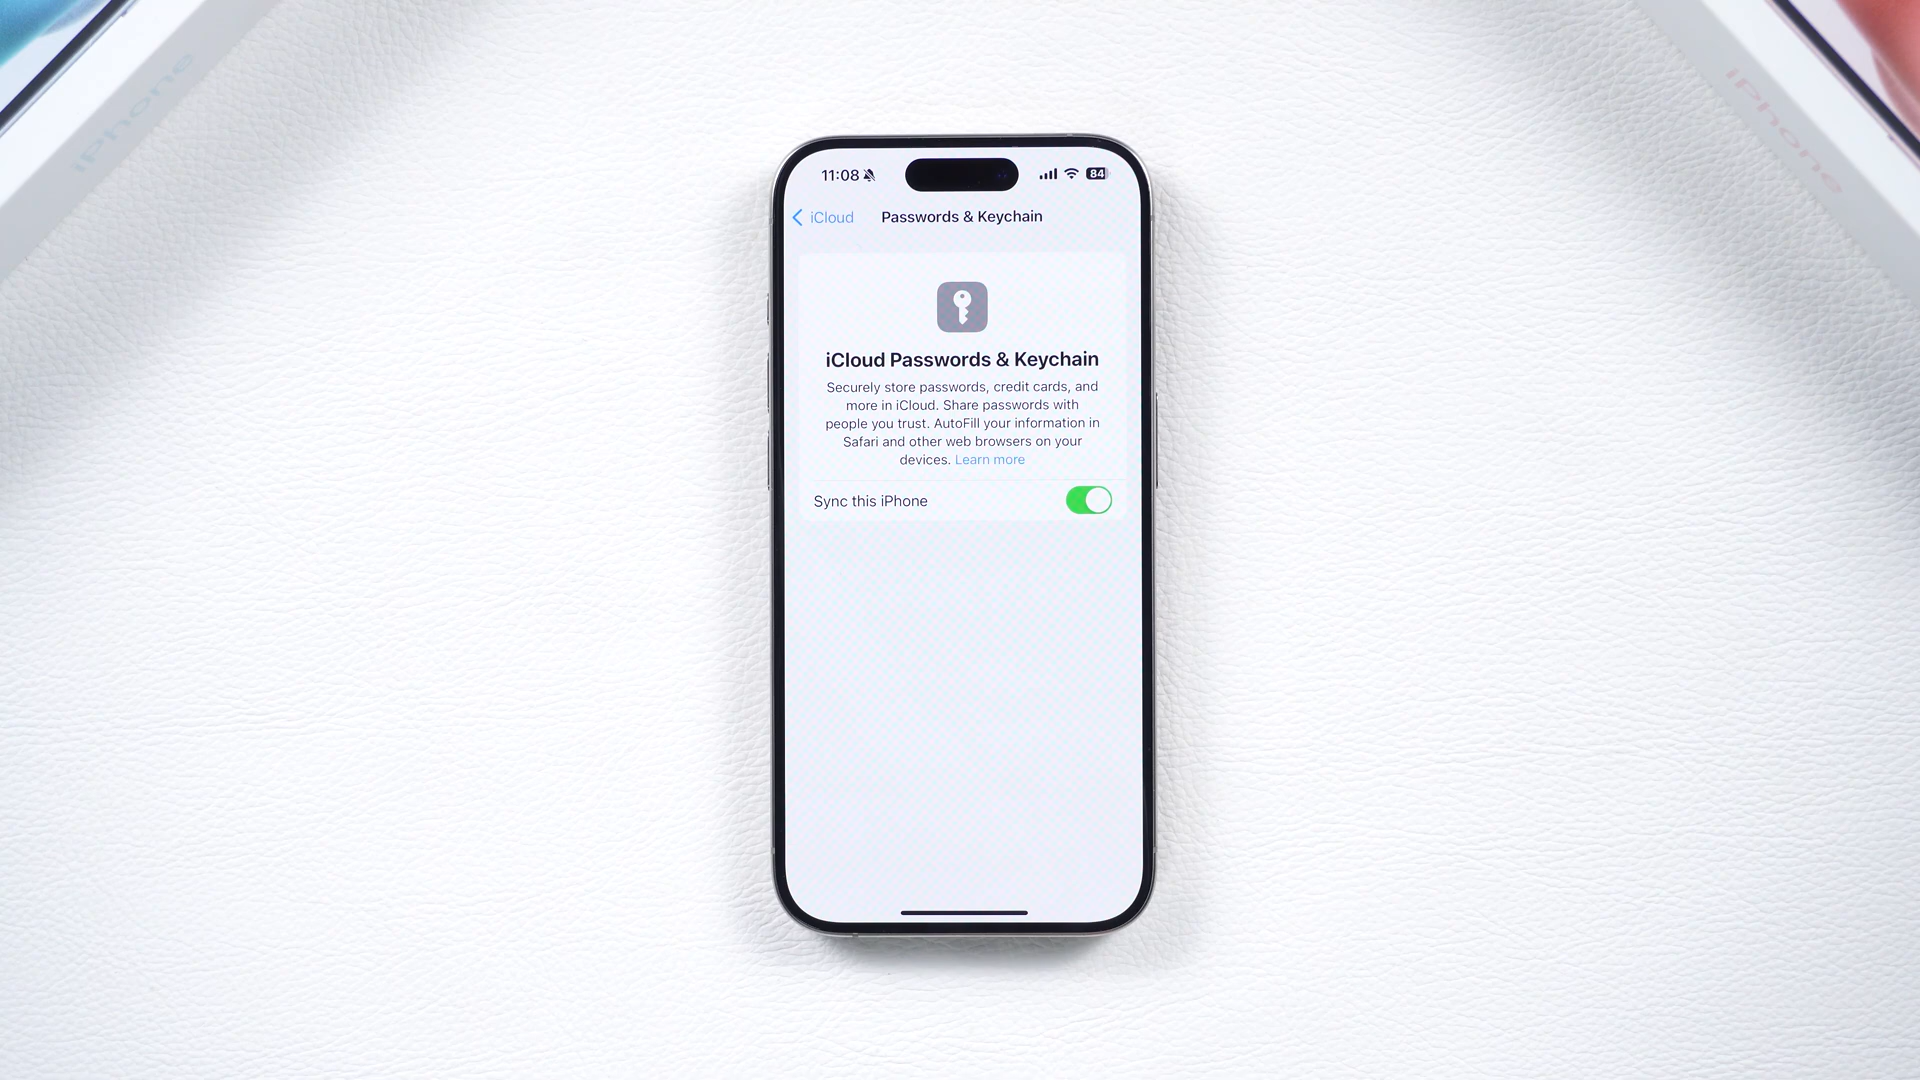 iPhone
iPhone
11:08 84
iCloud Passwords & Keychain
iCloud Passwords & Keychain
Securely store passwords, credit cards, and
more in iCloud. Share passwords with
people you trust. AutoFill your information in
Safari and other web browsers on your
devices. Learn more
Sync this iPhone